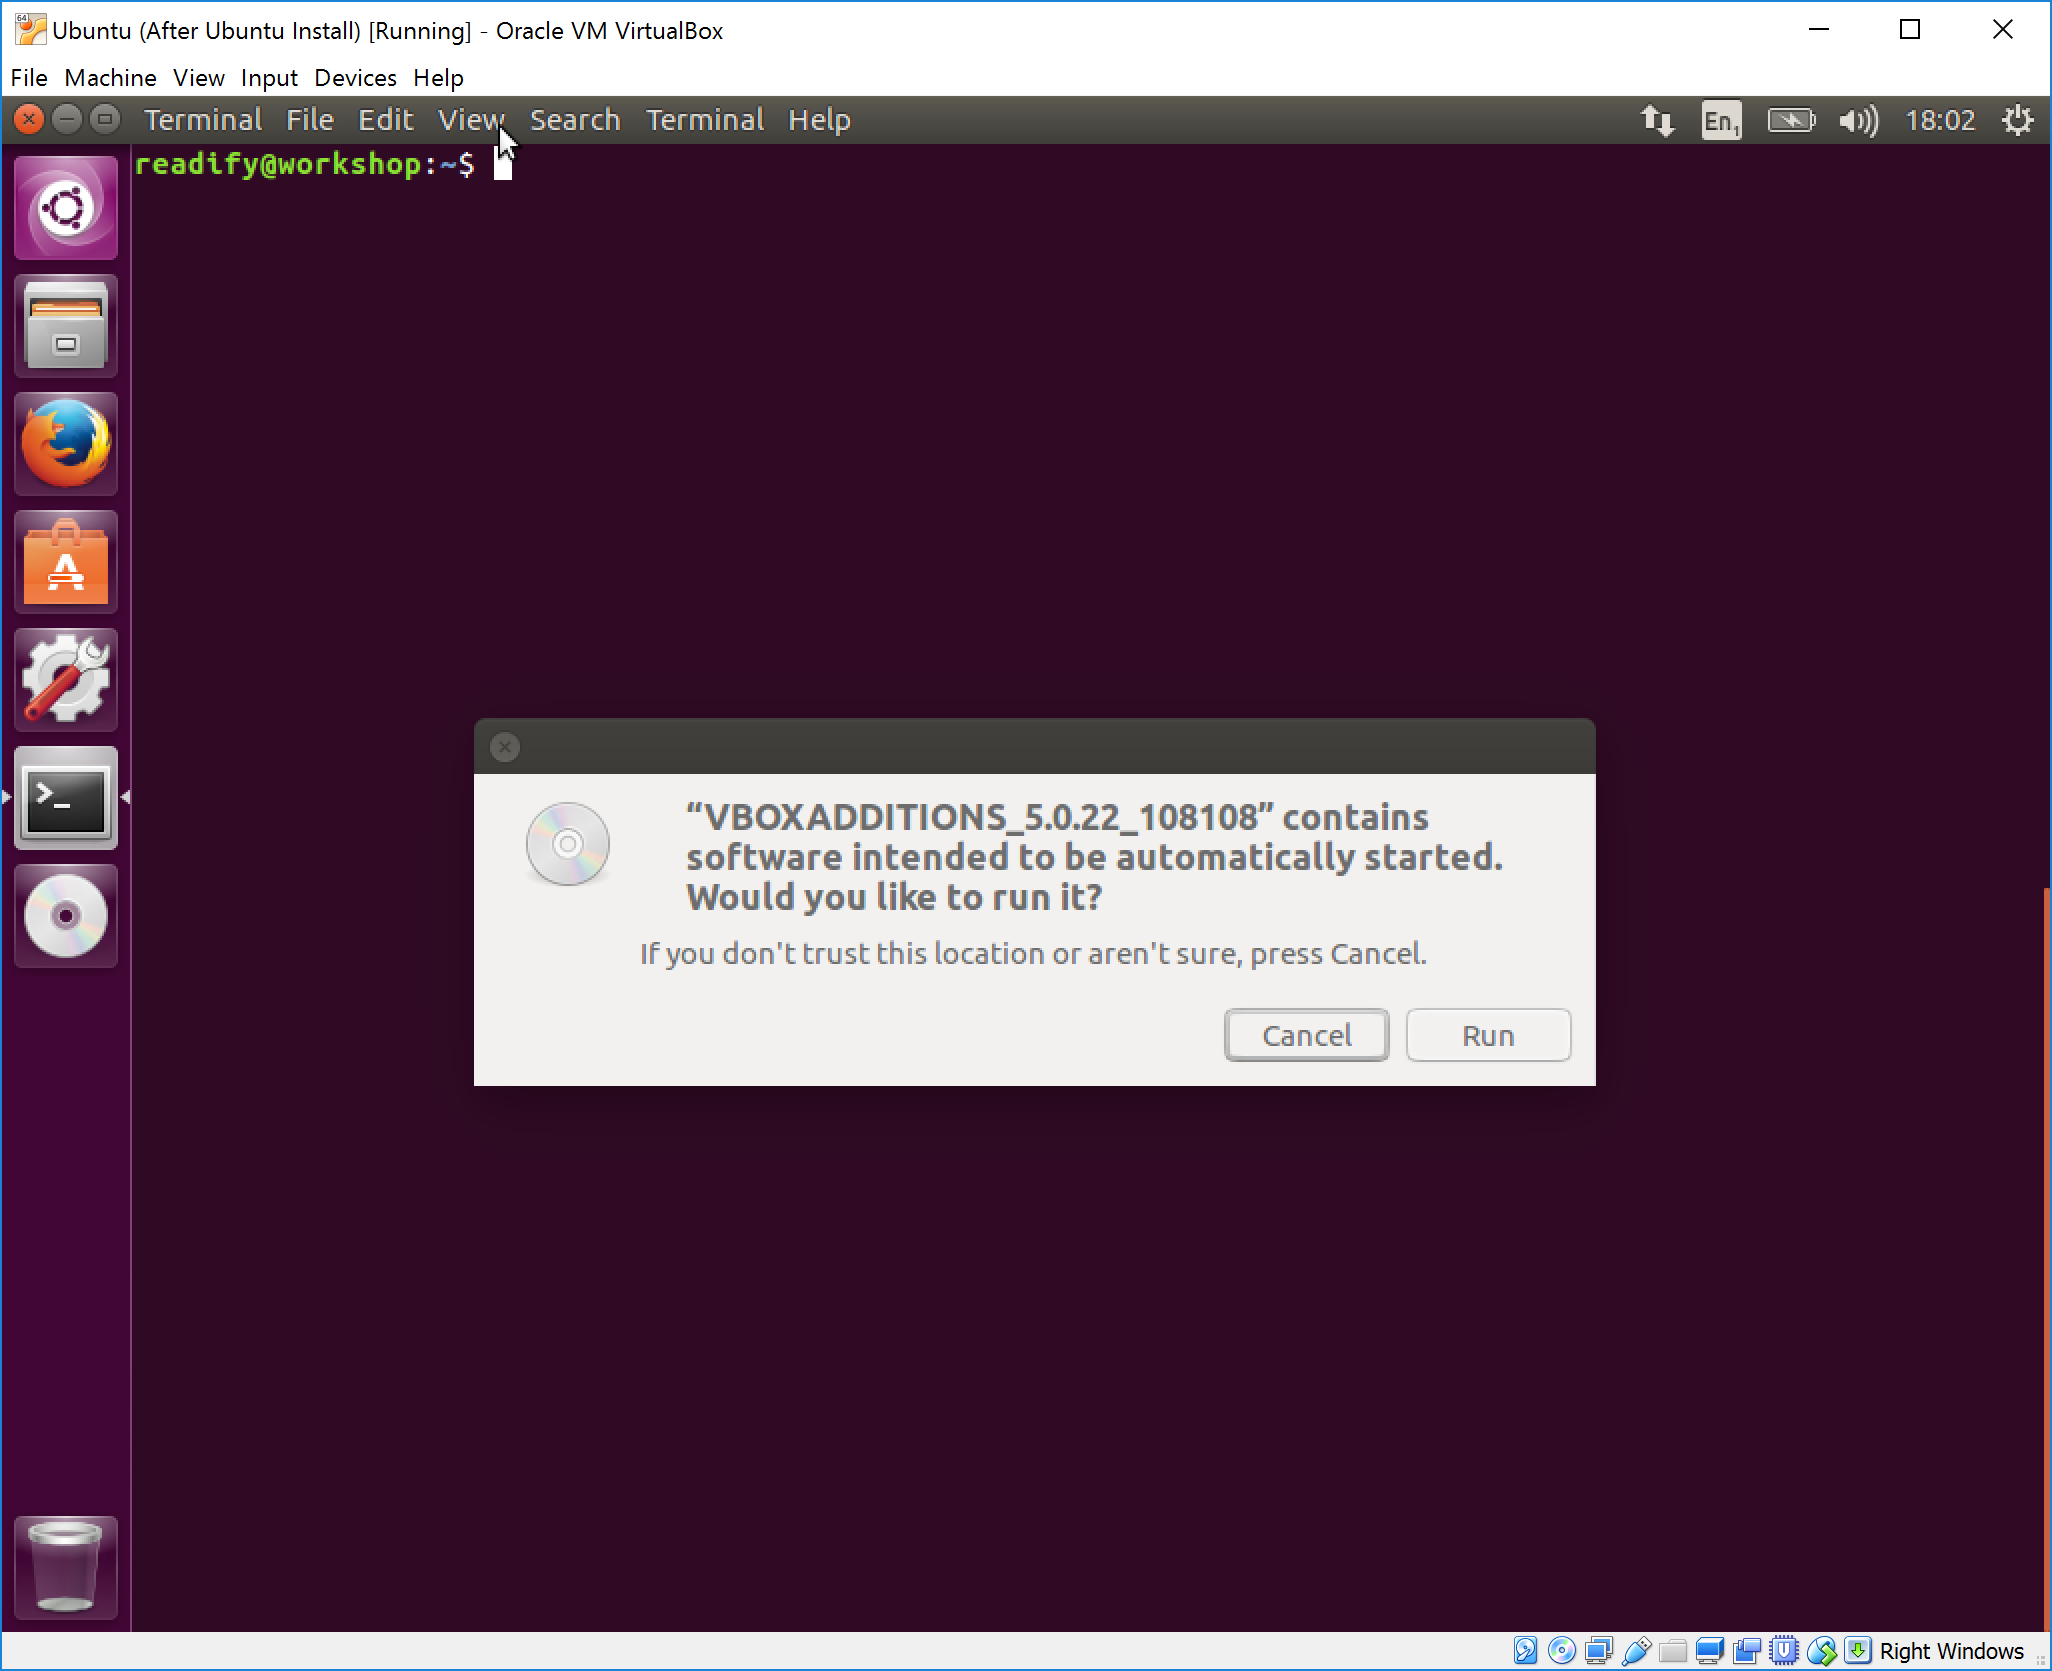 Ubuntu (After Ubuntu Install) [Running] - Oracle VM VirtualBox
File Machine View Input Devices Help
Terminal File Edit View Search Terminal Help En1 18:02
readify@workshop:~$
“VBOXADDITIONS_5.0.22_108108” contains
software intended to be automatically started.
Would you like to run it?
If you don't trust this location or aren't sure, press Cancel.
Cancel Run
Right Windows